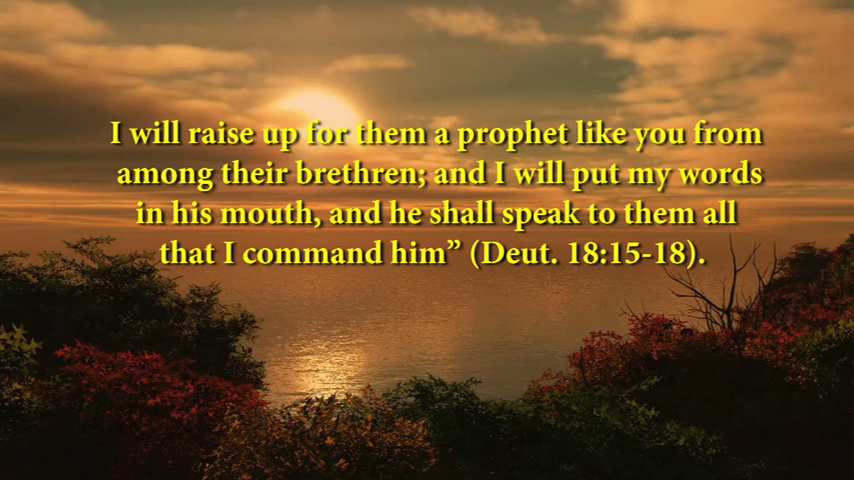 I will raise up for them a prophet like you from
among their brethren; and I will put my words
in his mouth, and he shall speak to them all
that I command him” (Deut. 18:15-18).